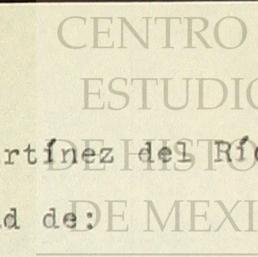 CENTRO
ESTUDIO
DE HISTO
DE MEXI
rtínez del Río
d de: